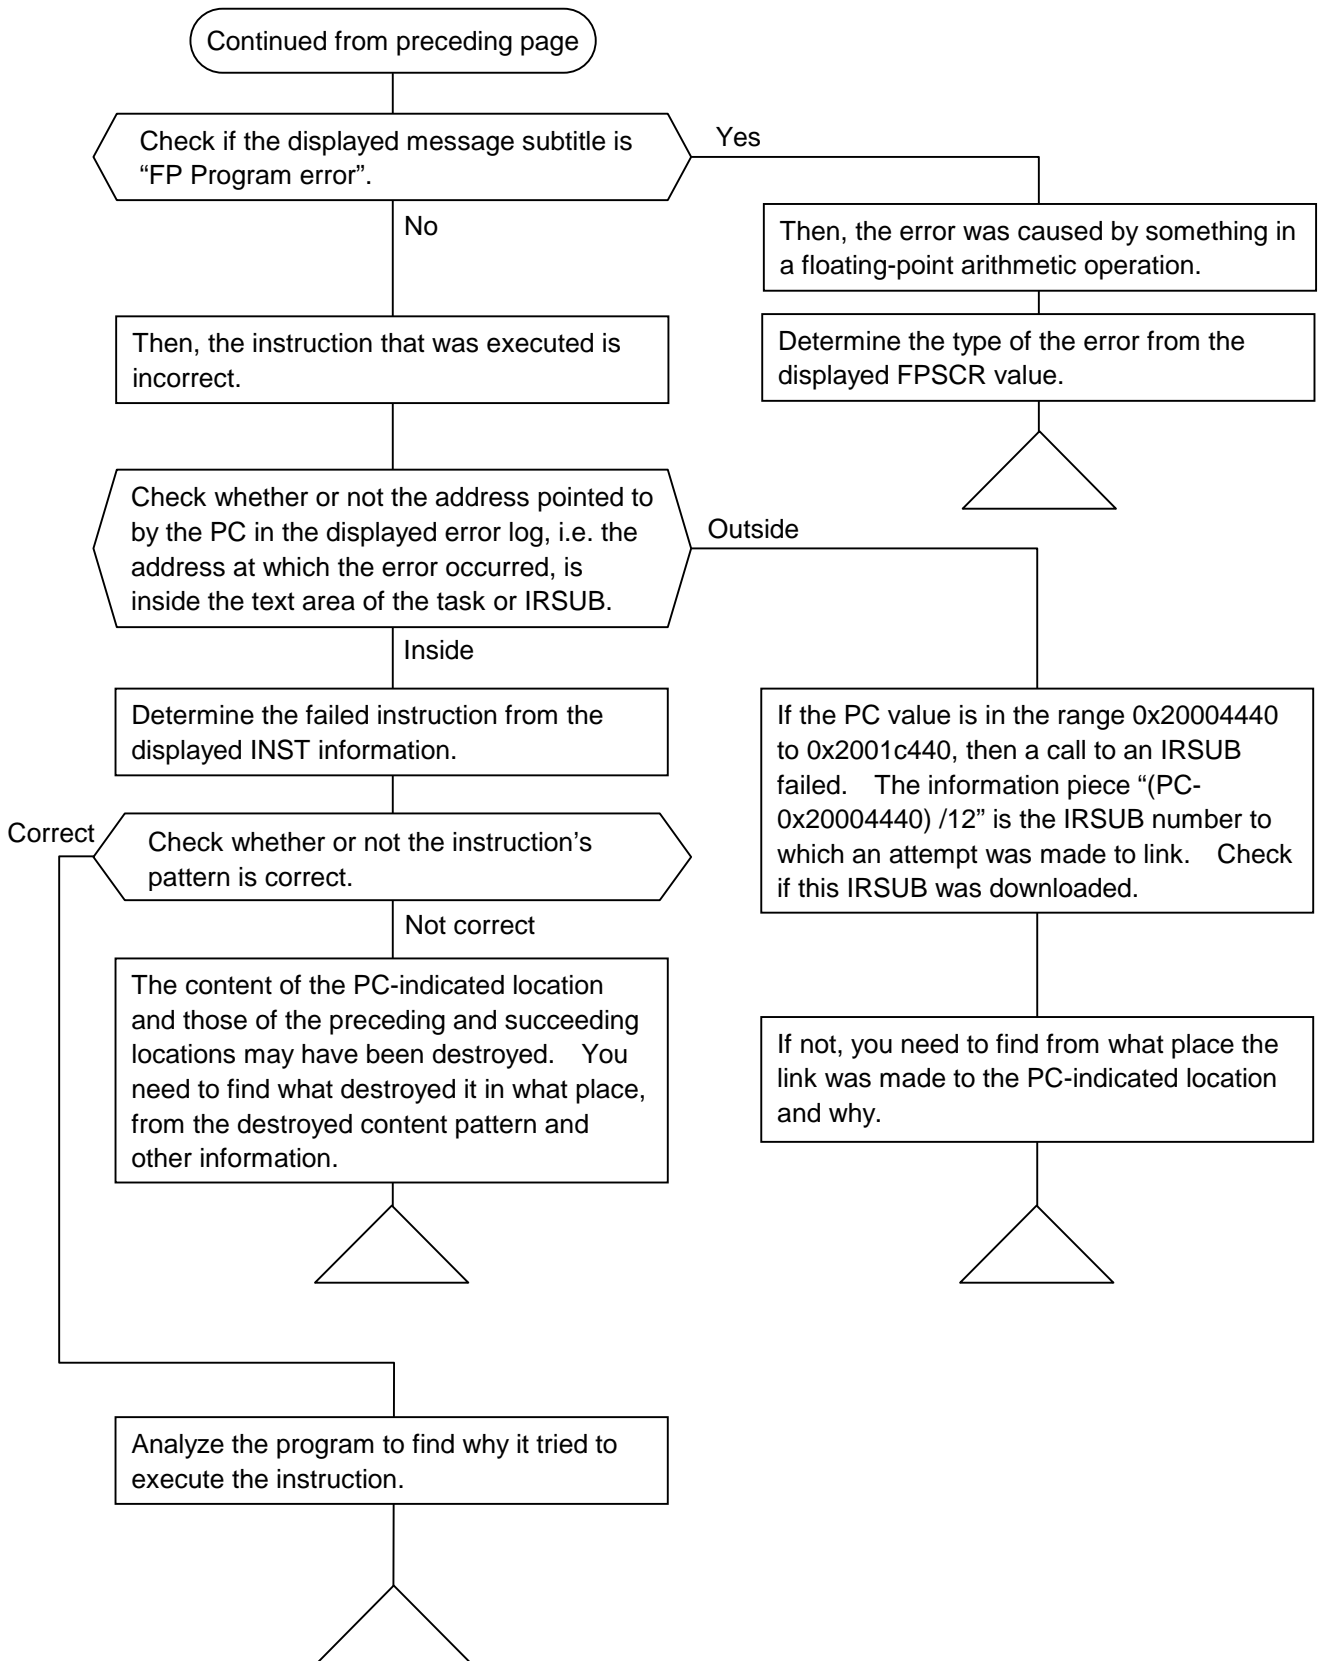 Continued from preceding page
Check if the displayed message subtitle is
“FP Program error”.
Yes
No
Then, the error was caused by something in
a floating-point arithmetic operation.
Determine the type of the error from the
displayed FPSCR value.
Then, the instruction that was executed is
incorrect.
Check whether or not the address pointed to
by the PC in the displayed error log, i.e. the
address at which the error occurred, is
inside the text area of the task or IRSUB.
Outside
Inside
Determine the failed instruction from the
displayed INST information.
If the PC value is in the range 0x20004440
to 0x2001c440, then a call to an IRSUB
failed. The information piece “(PC-
0x20004440) /12” is the IRSUB number to
which an attempt was made to link. Check
if this IRSUB was downloaded.
Correct
Check whether or not the instruction’s
pattern is correct.
Not correct
The content of the PC-indicated location
and those of the preceding and succeeding
locations may have been destroyed. You
need to find what destroyed it in what place,
from the destroyed content pattern and
other information.
If not, you need to find from what place the
link was made to the PC-indicated location
and why.
Analyze the program to find why it tried to
execute the instruction.